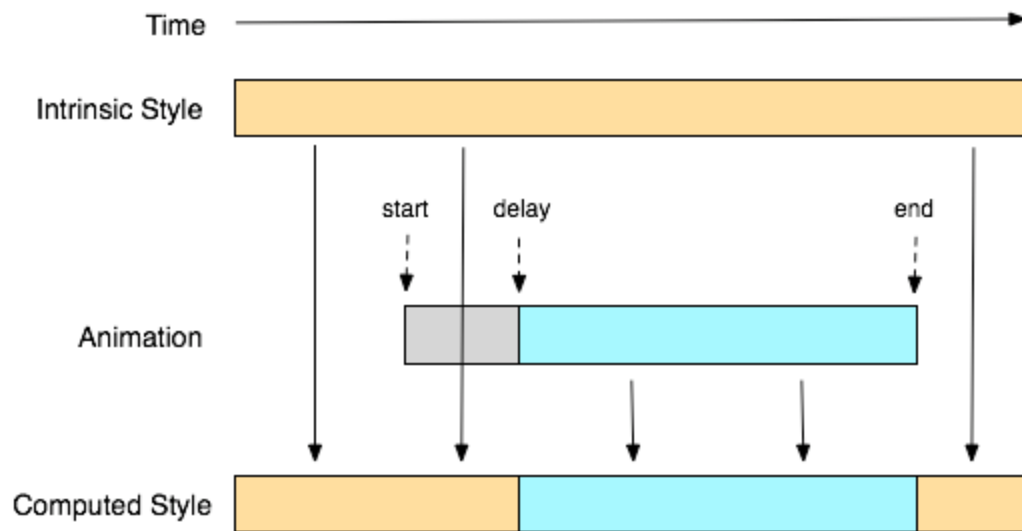 Time
Intrinsic Style
start delay end
Animation
Computed Style